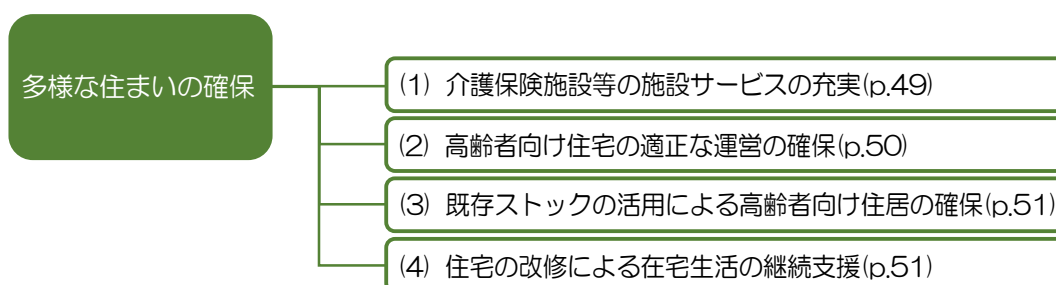 多様な住まいの確保
(1) 介護保険施設等の施設サービスの充実(p.49)
(2) 高齢者向け住宅の適正な運営の確保(p.50)
(3) 既存ストックの活用による高齢者向け住居の確保(p.51)
(4) 住宅の改修による在宅生活の継続支援(p.51)